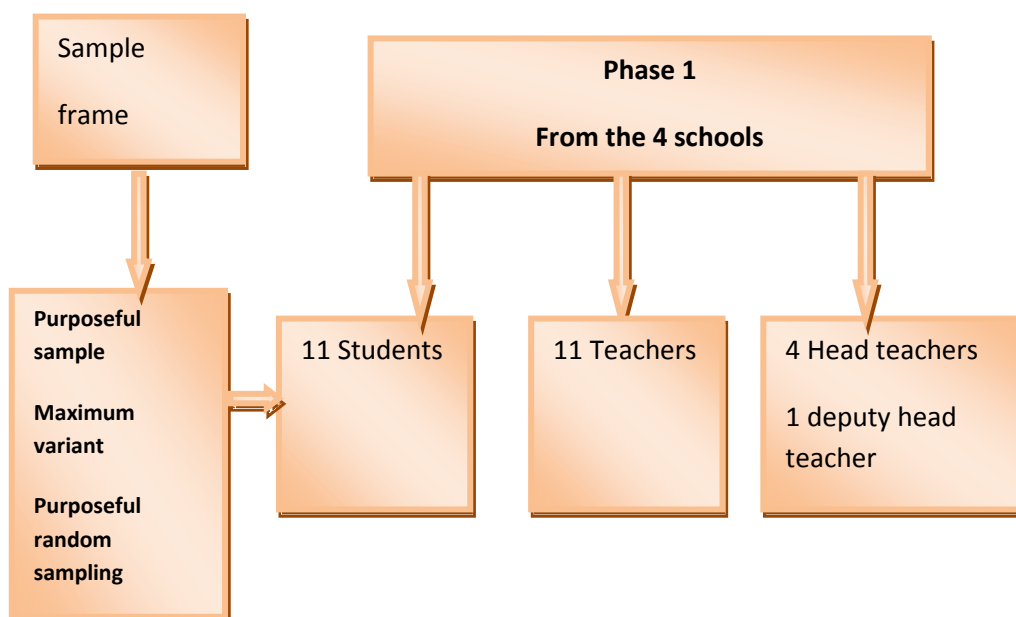 Sample
frame
Phase 1
From the 4 schools
Purposeful
sample
Maximum
variant
Purposeful
random
sampling
11 Students
11 Teachers
4 Head teachers
1 deputy head
teacher